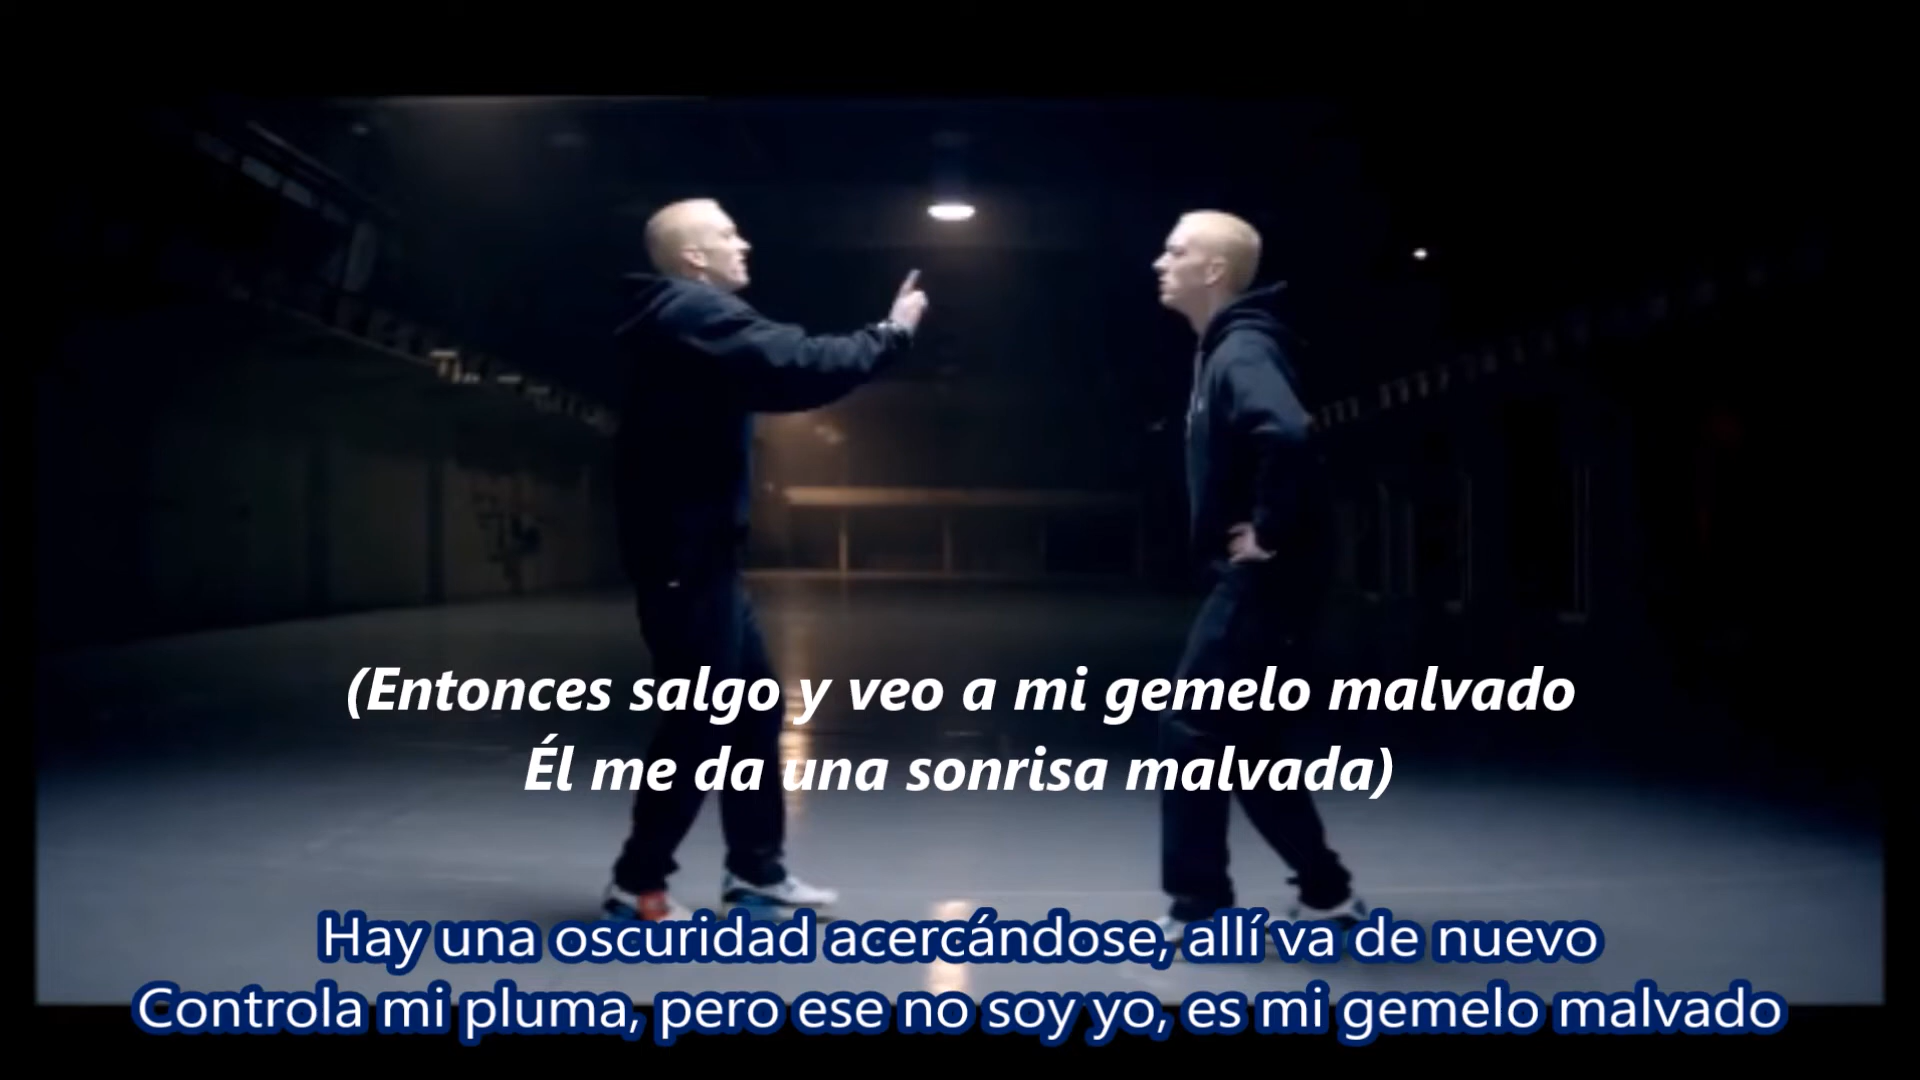 (Entonces salgo y veo a mi gemelo malvado
Él me da una sonrisa malvada)
Hay una oscuridad acercándose, allí va de nuevo
Controla mi pluma, pero ese no soy yo, es mi gemelo malvado